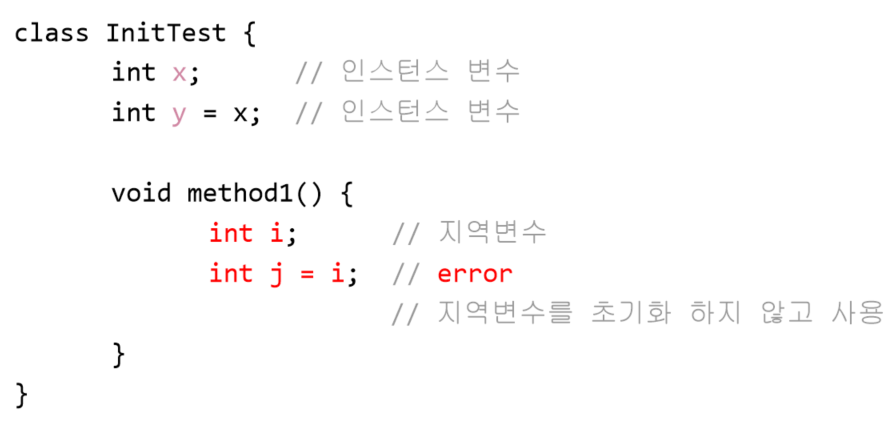 class InitTest {
int x; // 인스턴스 변수
int y = x; // 인스턴스 변수
void method1() {
int i; // 지역변수
int j = i; // error
// 지역변수를 초기화 하지 않고 사용
}
}